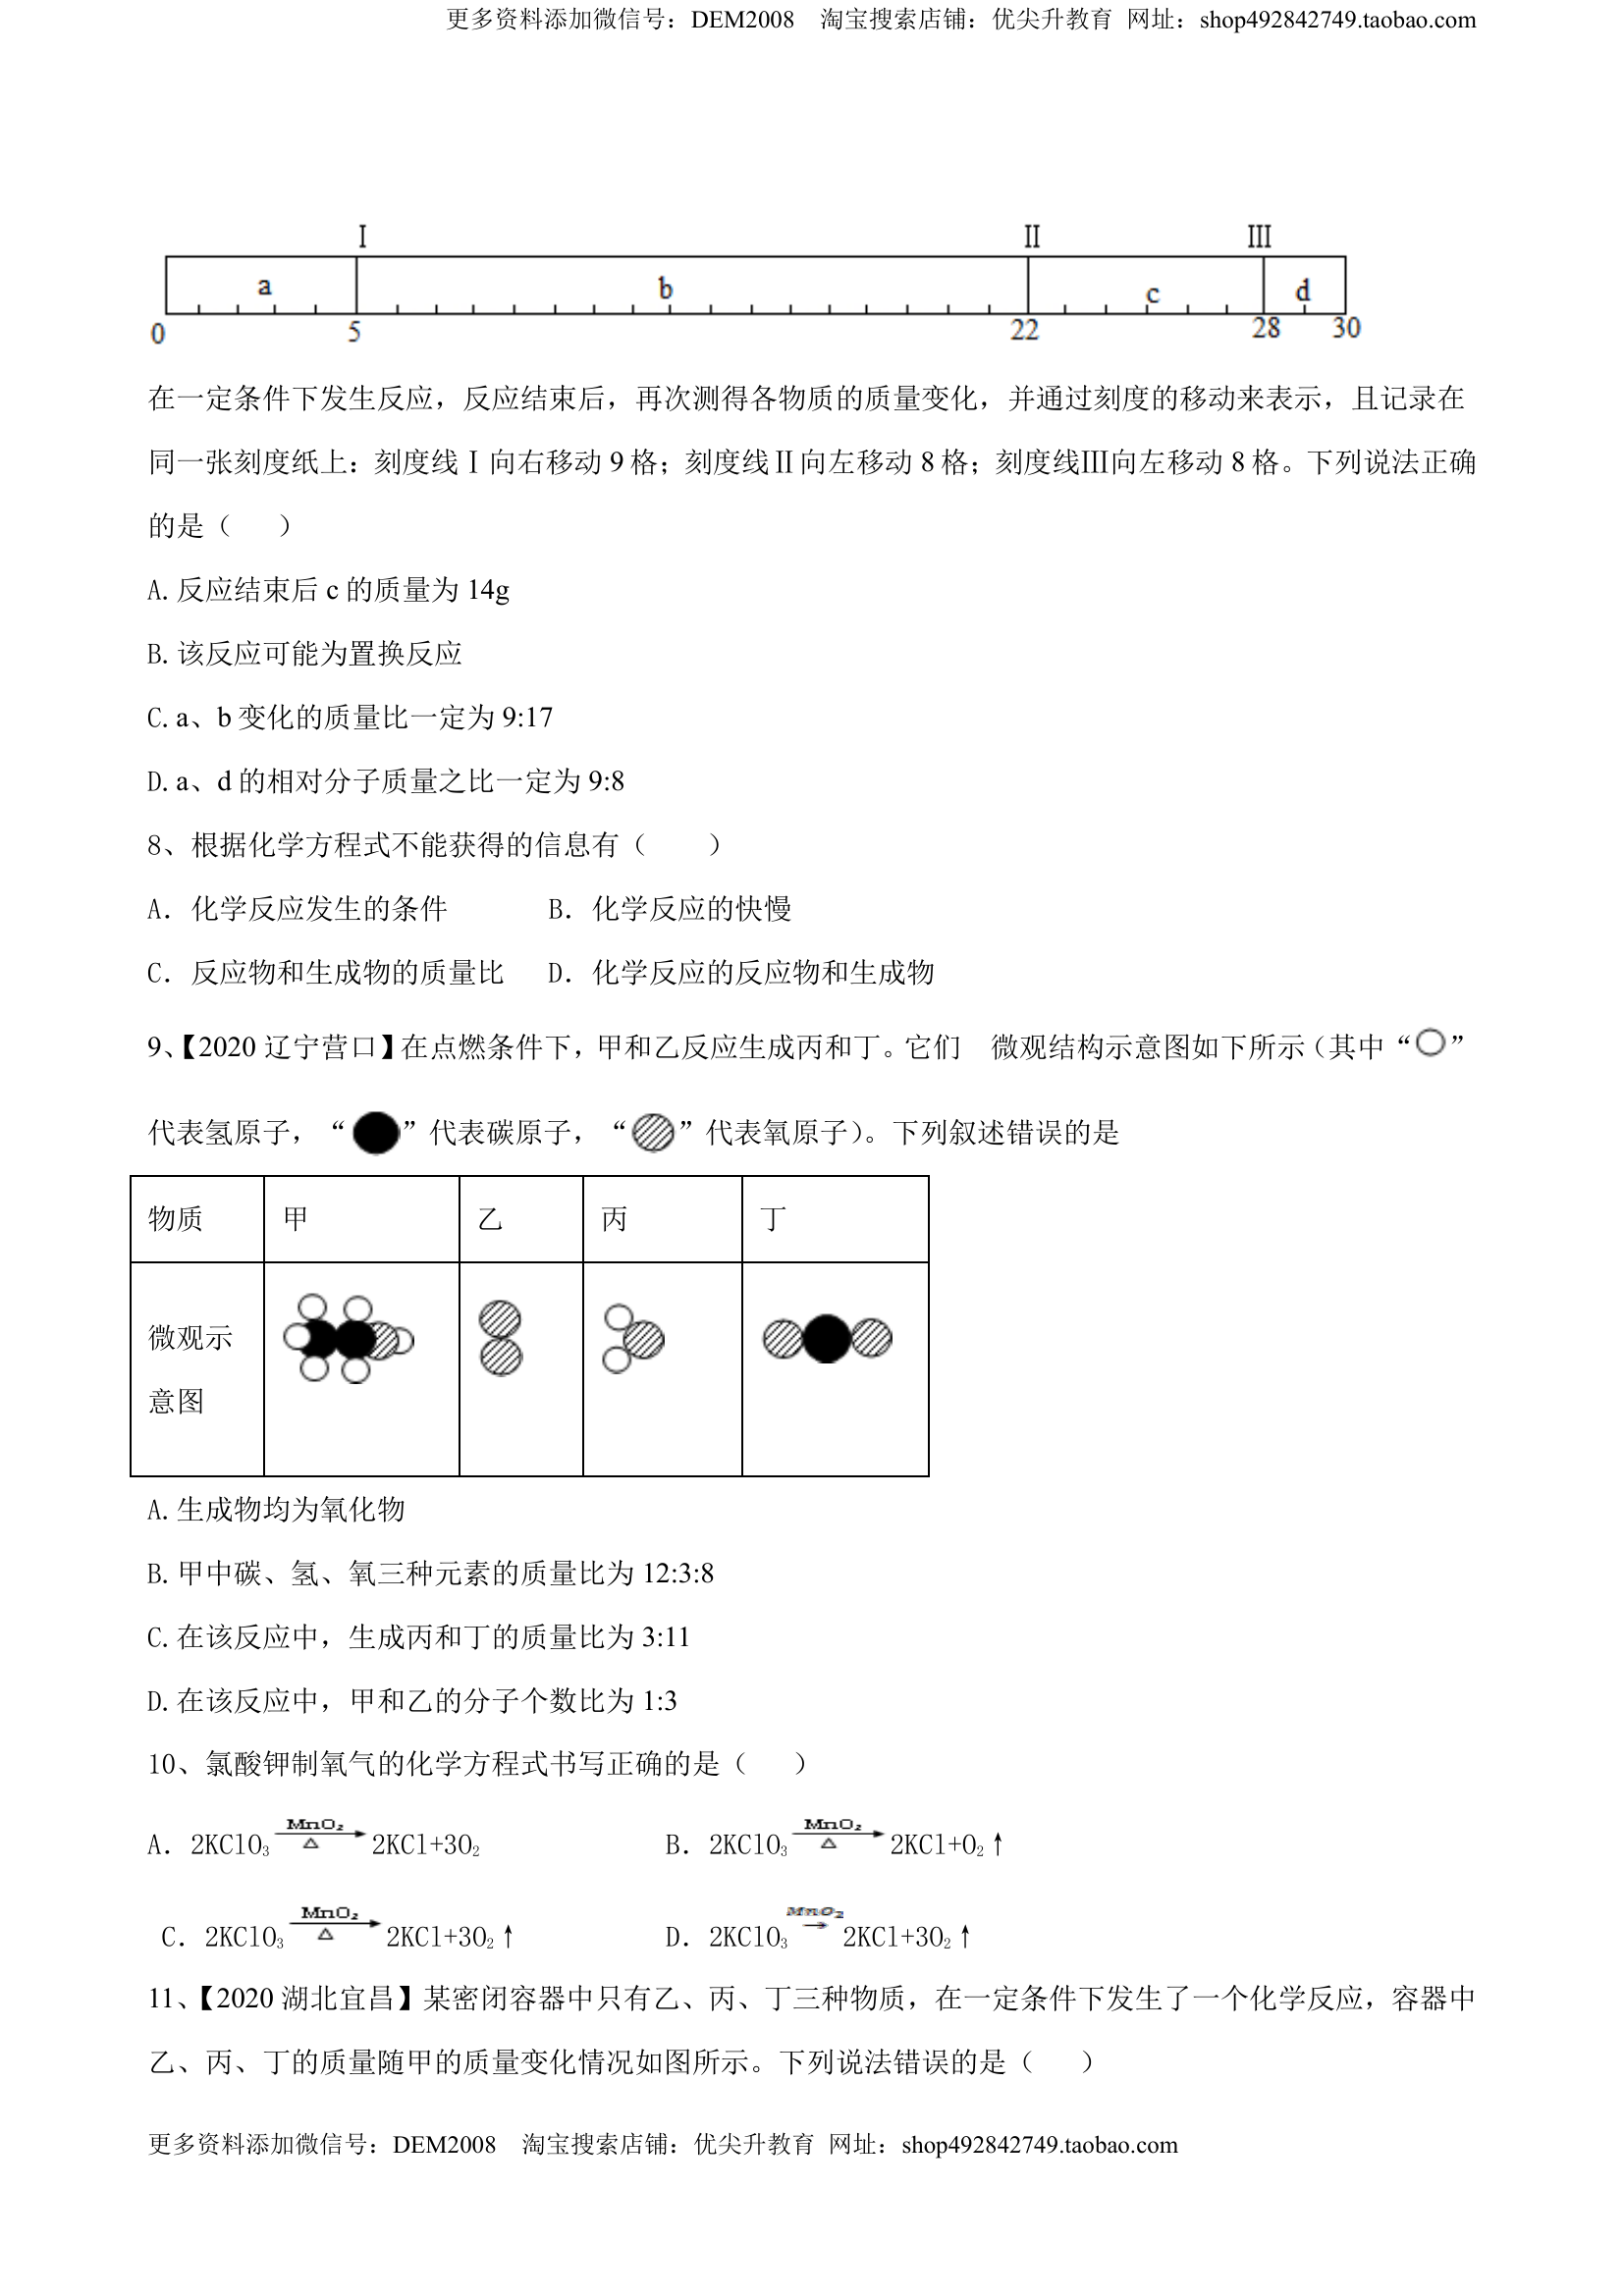 更多资料添加微信号：DEM2008 淘宝搜索店铺：优尖升教育 网址：shop492842749.taobao.com
I II III
a b c d
0 5 22 28 30
在一定条件下发生反应，反应结束后，再次测得各物质的质量变化，并通过刻度的移动来表示，且记录在
同一张刻度纸上：刻度线Ⅰ向右移动 9 格；刻度线Ⅱ向左移动 8 格；刻度线Ⅲ向左移动 8 格。下列说法正确
的是（ ）
A.反应结束后 c 的质量为 14g
B.该反应可能为置换反应
C.a、b 变化的质量比一定为 9:17
D.a、d 的相对分子质量之比一定为 9:8
8、根据化学方程式不能获得的信息有（ ）
A．化学反应发生的条件 B．化学反应的快慢
C．反应物和生成物的质量比 D．化学反应的反应物和生成物
9、【2020 辽宁营口】在点燃条件下，甲和乙反应生成丙和丁。它们 微观结构示意图如下所示（其中“ ”
代表氢原子，“ ”代表碳原子，“ ”代表氧原子）。下列叙述错误的是
物质 甲 乙 丙 丁
微观示
意图
A.生成物均为氧化物
B.甲中碳、氢、氧三种元素的质量比为 12:3:8
C.在该反应中，生成丙和丁的质量比为 3:11
D.在该反应中，甲和乙的分子个数比为 1:3
10、氯酸钾制氧气的化学方程式书写正确的是（ ）
A．2KClO₃ MnO₂ △ → 2KCl+3O₂ B．2KClO₃ MnO₂ △ → 2KCl+O₂↑
C．2KClO₃ MnO₂ △ → 2KCl+3O₂↑ D．2KClO₃ MnO₂ → 2KCl+3O₂↑
11、【2020 湖北宜昌】某密闭容器中只有乙、丙、丁三种物质，在一定条件下发生了一个化学反应，容器中
乙、丙、丁的质量随甲的质量变化情况如图所示。下列说法错误的是（ ）
更多资料添加微信号：DEM2008 淘宝搜索店铺：优尖升教育 网址：shop492842749.taobao.com